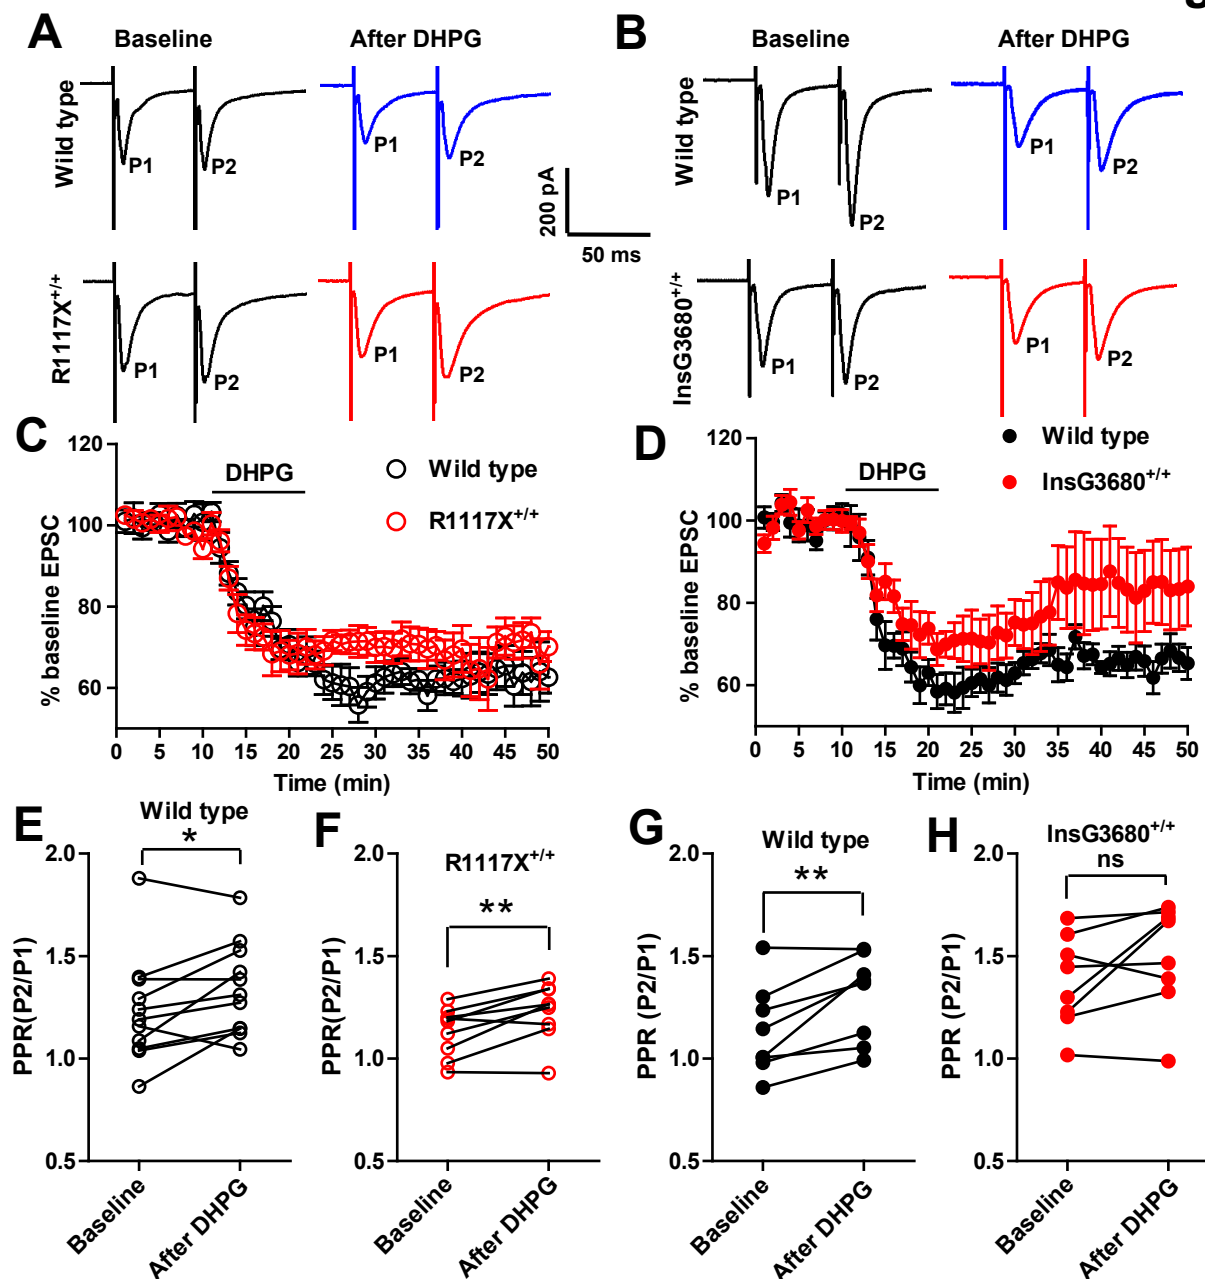 A
Baseline
After DHPG
Wild type
P1
P2
P1
P2
R1117X+/+
P1
P2
P1
P2
200 pA
50 ms
B
Baseline
After DHPG
Wild type
P1
P2
P1
P2
InsG3680+/+
P1
P2
P1
P2
C
DHPG
Wild type
R1117X+/+
% baseline EPSC
120
100
80
60
0 5 10 15 20 25 30 35 40 45 50
Time (min)
D
DHPG
Wild type
InsG3680+/+
% baseline EPSC
120
100
80
60
0 5 10 15 20 25 30 35 40 45 50
Time (min)
E
Wild type
*
PPR(P2/P1)
2.0
1.5
1.0
0.5
Baseline
After DHPG
F
R1117X+/+
**
PPR(P2/P1)
2.0
1.5
1.0
0.5
Baseline
After DHPG
G
Wild type
**
PPR (P2/P1)
2.0
1.5
1.0
0.5
Baseline
After DHPG
H
InsG3680+/+
ns
PPR (P2/P1)
2.0
1.5
1.0
0.5
Baseline
After DHPG